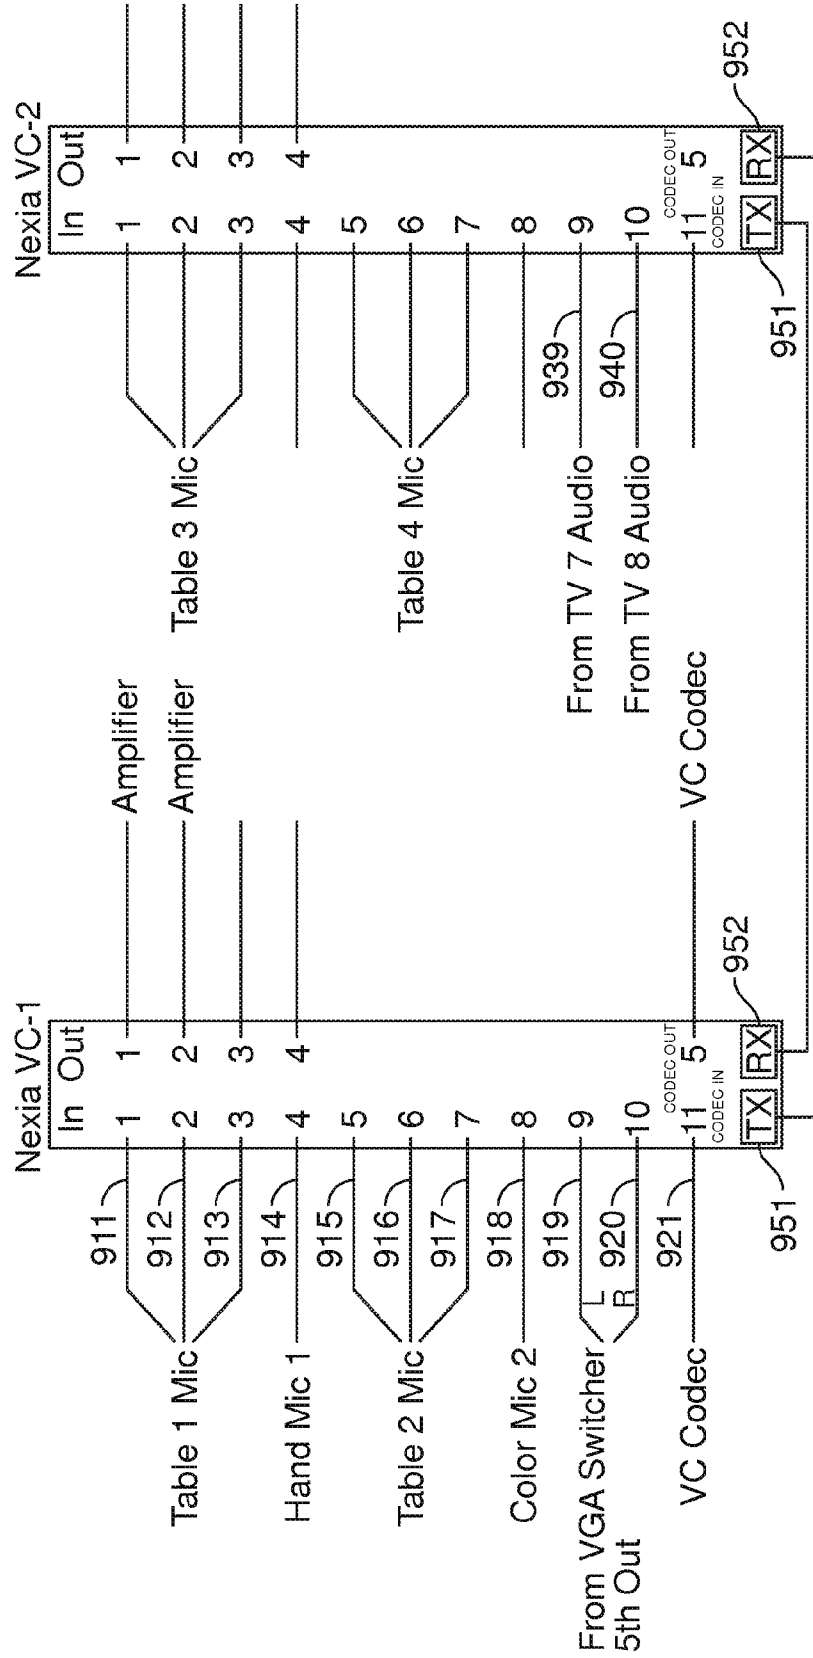 Nexia VC-1
In Out
911 1 1 Amplifier
Table 1 Mic 912 2 2 Amplifier
913 3 3
Hand Mic 1 914 4 4
915 5
Table 2 Mic 916 6
917 7
Color Mic 2 918 8
From VGA Switcher L 919 9
5th Out R 920 10
CODEC OUT
VC Codec 921 11 5 VC Codec
CODEC IN
TX RX 952
951
Nexia VC-2
In Out
1 1
Table 3 Mic 2 2
3 3
4 4
5
Table 4 Mic 6
7
8
From TV 7 Audio 939 9
From TV 8 Audio 940 10
CODEC OUT
11 5
CODEC IN
TX RX 952
951